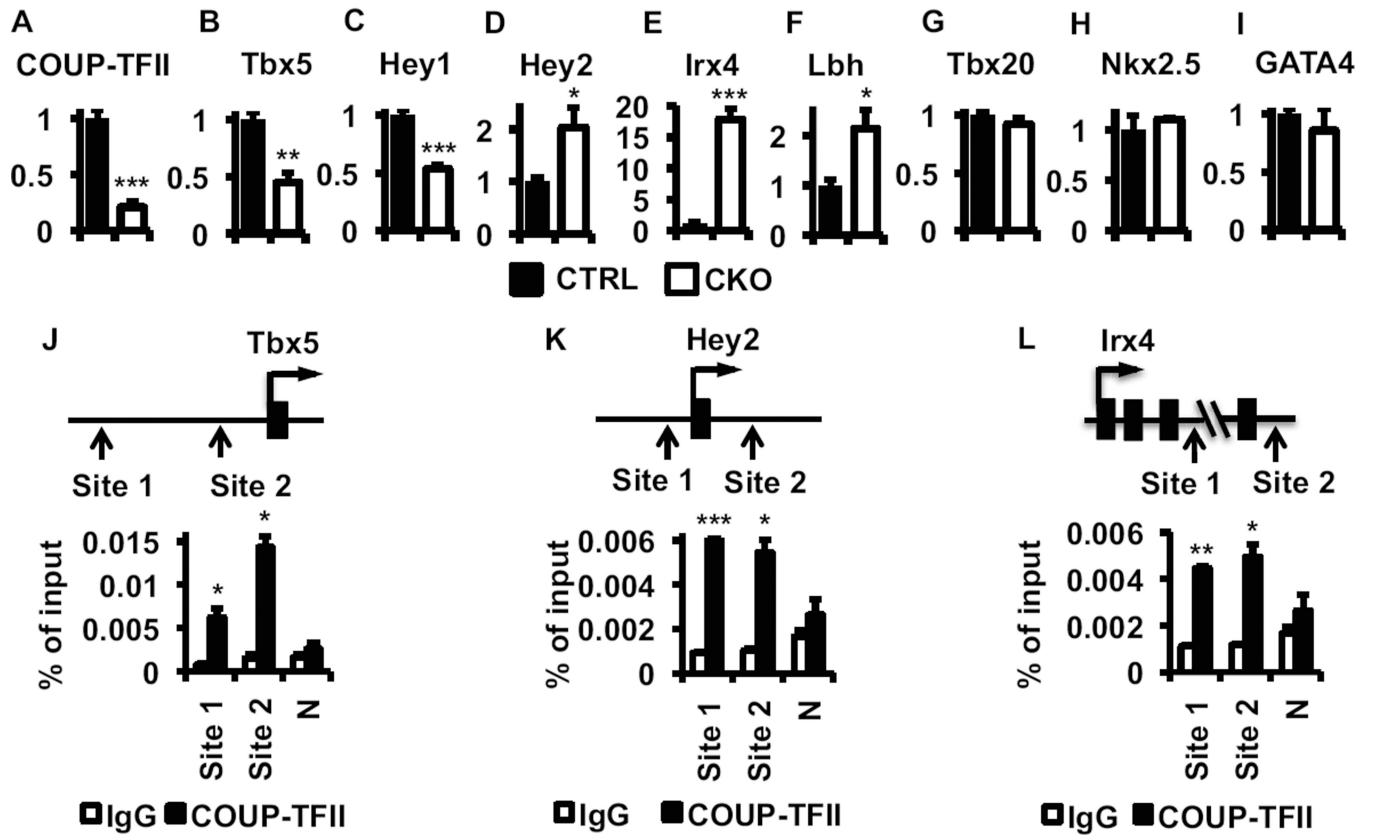 A B C D E F G H I
COUP-TFII Tbx5 Hey1 Hey2 Irx4 Lbh Tbx20 Nkx2.5 GATA4
*** ** *** * *** *
1 0.5 0
1 0.5 0
1 0.5 0
2 1 0
20 15 10 5 0
2 1 0
1 0.5 0
1 0.5 0
1 0.5 0
CTRL CKO
J Tbx5
Site 1 Site 2
* *
% of input
0.015
0.01
0.005
0
Site 1 Site 2 N
IgG COUP-TFII
K Hey2
Site 1 Site 2
*** *
% of input
0.006
0.004
0.002
0
Site 1 Site 2 N
IgG COUP-TFII
L Irx4
Site 1 Site 2
** *
% of input
0.006
0.004
0.002
0
Site 1 Site 2 N
IgG COUP-TFII